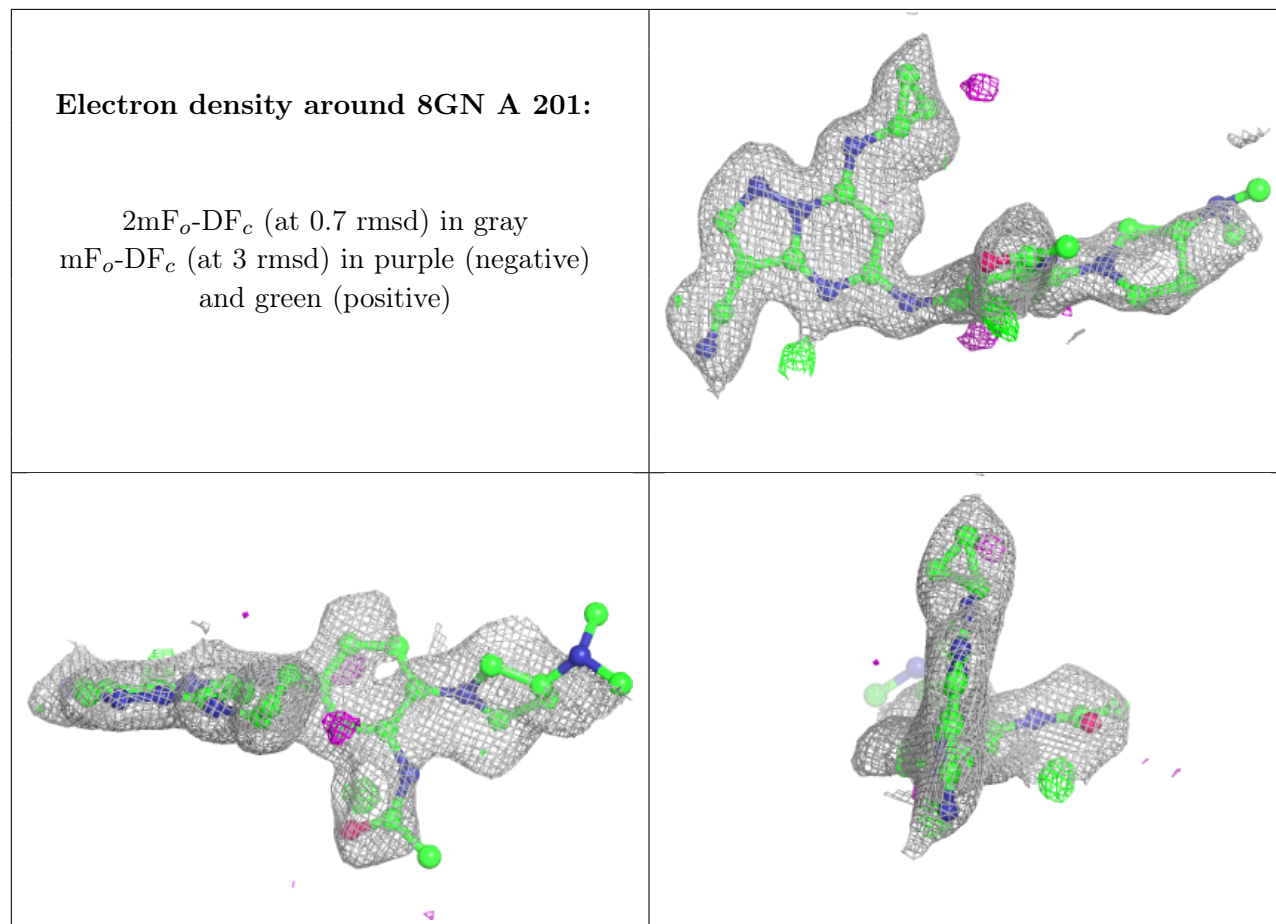 Electron density around 8GN A 201:
2mFo-DFc (at 0.7 rmsd) in gray
mFo-DFc (at 3 rmsd) in purple (negative)
and green (positive)